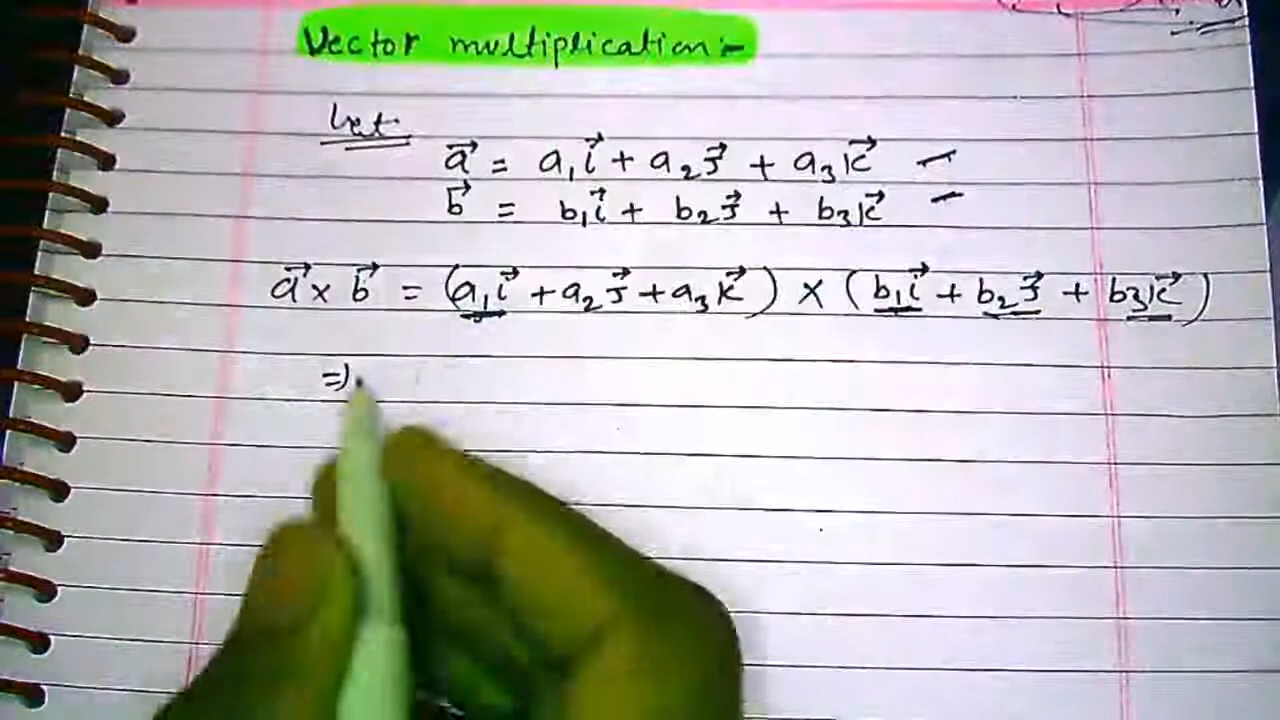 Vector multiplication:-
Let
a⃗ = a₁i⃗ + a₂j⃗ + a₃k⃗
b⃗ = b₁i⃗ + b₂j⃗ + b₃k⃗
a⃗ × b⃗ = (a₁i⃗ + a₂j⃗ + a₃k⃗) × (b₁i⃗ + b₂j⃗ + b₃k⃗)
⇒